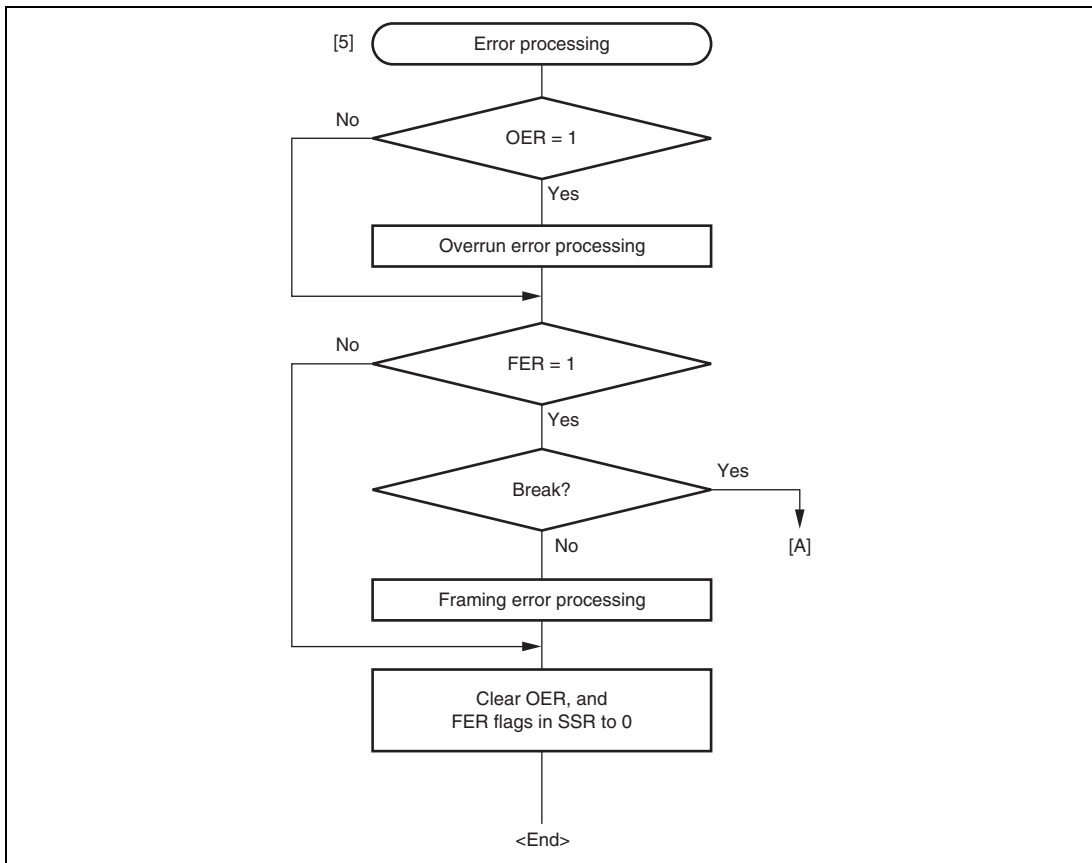 [5]
Error processing
No
OER = 1
Yes
Overrun error processing
No
FER = 1
Yes
Yes
Break?
No
[A]
Framing error processing
Clear OER, and
FER flags in SSR to 0
<End>